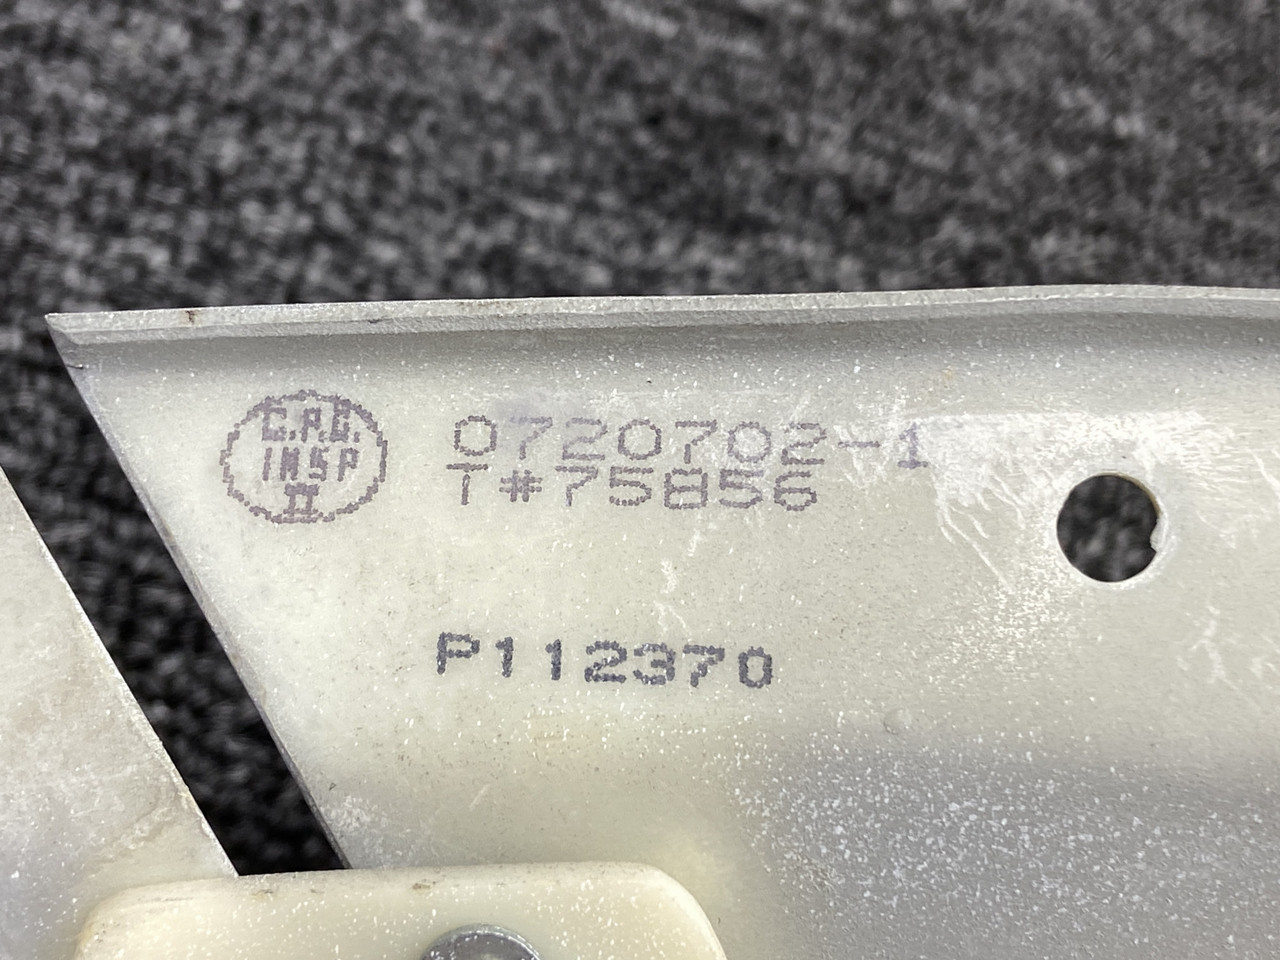 C.P.C.
INSP
II
0720702-1
T#75856
P112370